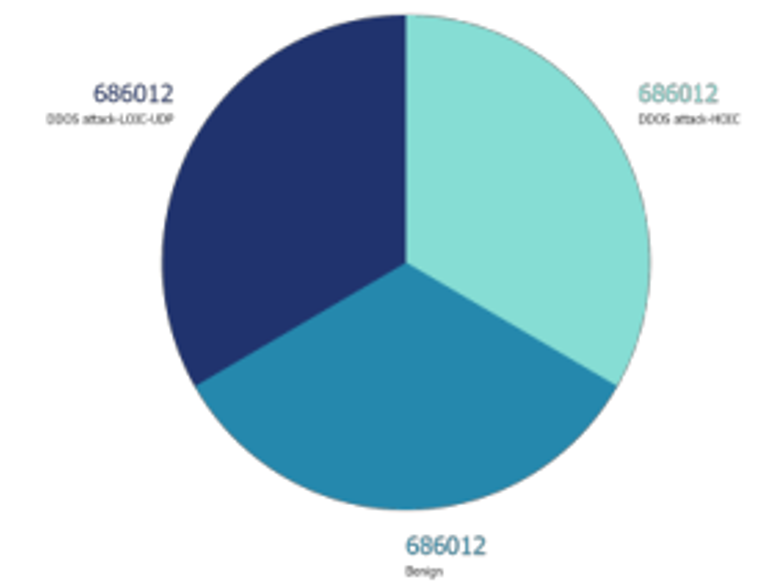 686012
DDOS attack-LOIC-UDP
686012
DDOS attack-HOIC
686012
Benign